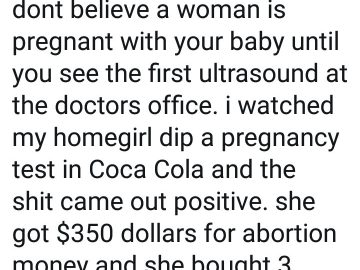 dont believe a woman is
pregnant with your baby until
you see the first ultrasound at
the doctors office. i watched
my homegirl dip a pregnancy
test in Coca Cola and the
shit came out positive. she
got $350 dollars for abortion
money and she bought 3